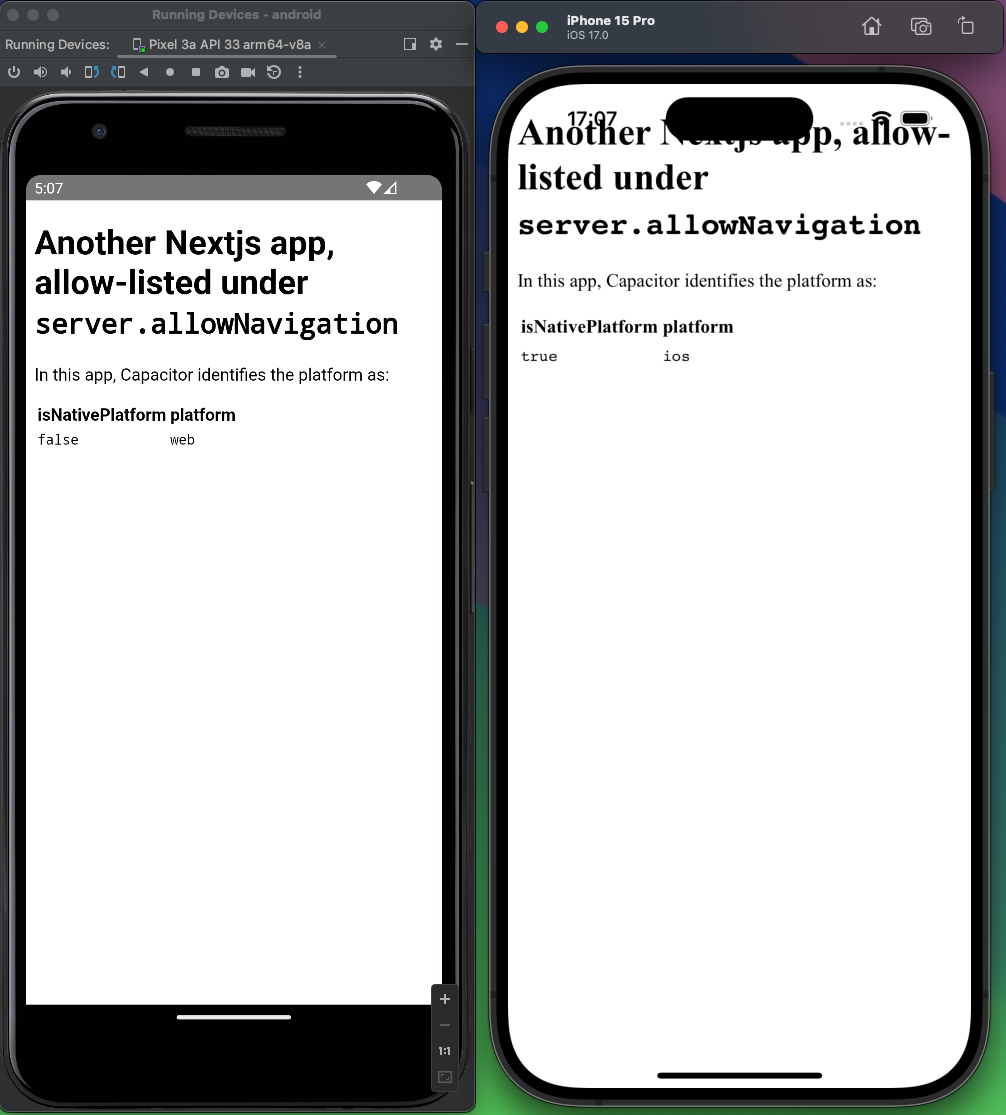 Running Devices - android
Running Devices:
Pixel 3a API 33 arm64-v8a
5:07
Another Nextjs app,
allow-listed under
server.allowNavigation
In this app, Capacitor identifies the platform as:
isNativePlatform platform
false web
1:1
iPhone 15 Pro
iOS 17.0
17:07
Another Nextjs app, allow-
listed under
server.allowNavigation
In this app, Capacitor identifies the platform as:
isNativePlatform platform
true ios